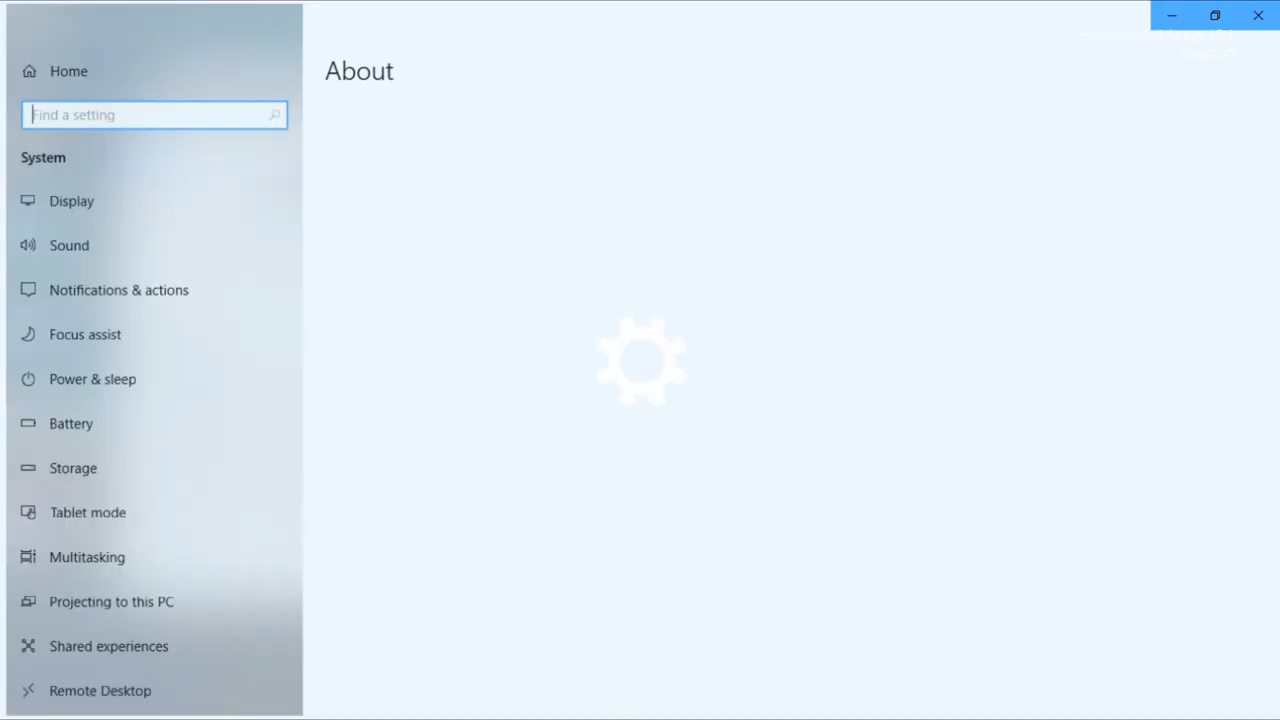 Home
About
Find a setting
System
Display
Sound
Notifications & actions
Focus assist
Power & sleep
Battery
Storage
Tablet mode
Multitasking
Projecting to this PC
Shared experiences
Remote Desktop